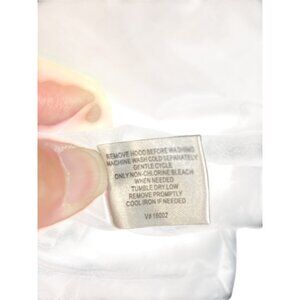 REMOVE HOOD BEFORE WASHING
MACHINE WASH COLD SEPARATELY
GENTLE CYCLE
ONLY NON-CHLORINE BLEACH
WHEN NEEDED
TUMBLE DRY LOW
REMOVE PROMPTLY
COOL IRON IF NEEDED
V# 16002